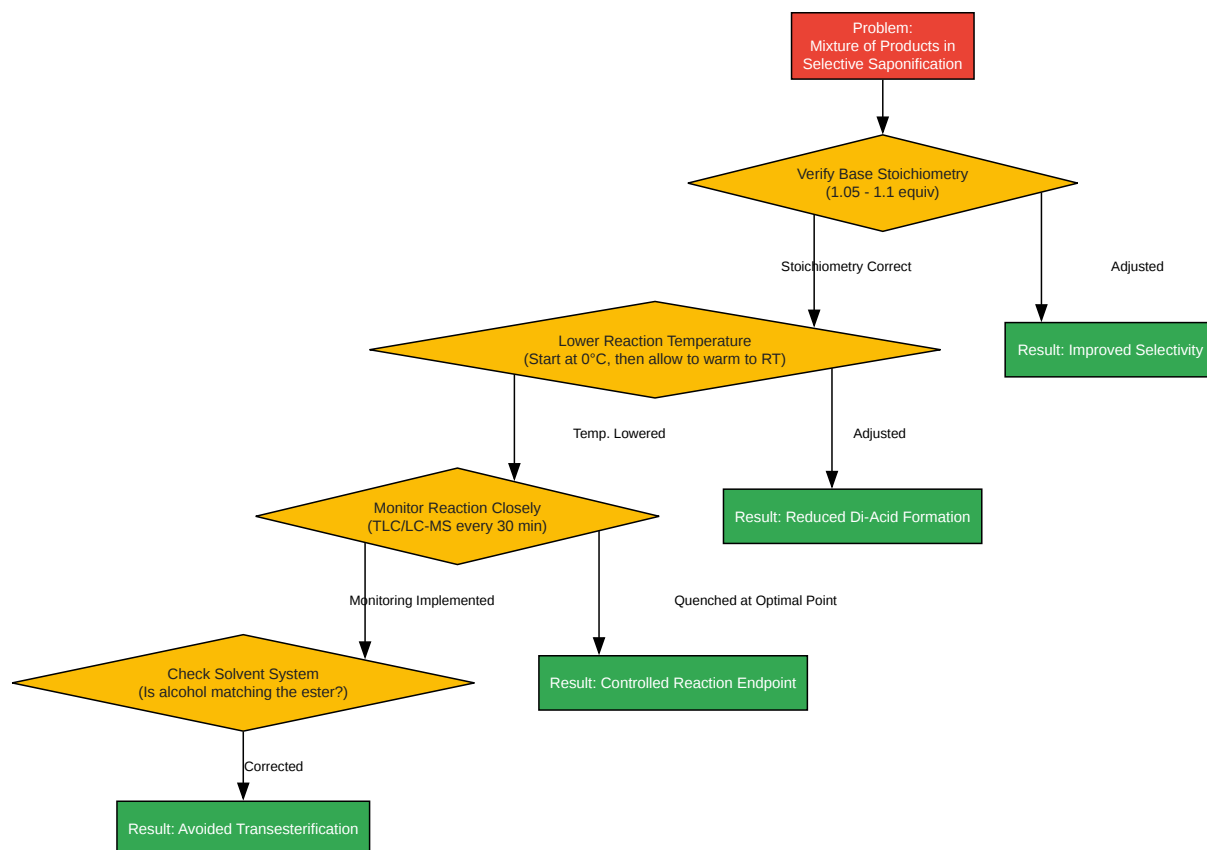 Problem:
Mixture of Products in
Selective Saponification
Verify Base Stoichiometry
(1.05 - 1.1 equiv)
Stoichiometry Correct
Adjusted
Lower Reaction Temperature
(Start at 0°C, then allow to warm to RT)
Result: Improved Selectivity
Temp. Lowered
Adjusted
Monitor Reaction Closely
(TLC/LC-MS every 30 min)
Result: Reduced Di-Acid Formation
Monitoring Implemented
Quenched at Optimal Point
Check Solvent System
(Is alcohol matching the ester?)
Result: Controlled Reaction Endpoint
Corrected
Result: Avoided Transesterification